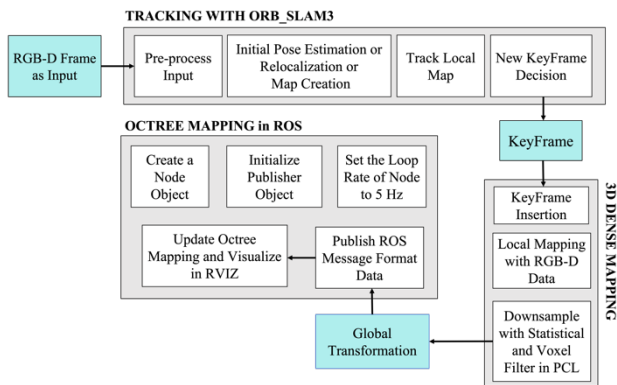 TRACKING WITH ORB_SLAM3
RGB-D Frame
as Input
Pre-process
Input
Initial Pose Estimation or
Relocalization or
Map Creation
Track Local
Map
New KeyFrame
Decision
KeyFrame
3D DENSE MAPPING
KeyFrame
Insertion
Local Mapping
with RGB-D
Data
Downsample
with Statistical
and Voxel
Filter in PCL
Global
Transformation
OCTREE MAPPING in ROS
Create a
Node
Object
Initialize
Publisher
Object
Set the Loop
Rate of Node
to 5 Hz
Publish ROS
Message Format
Data
Update Octree
Mapping and Visualize
in RVIZ